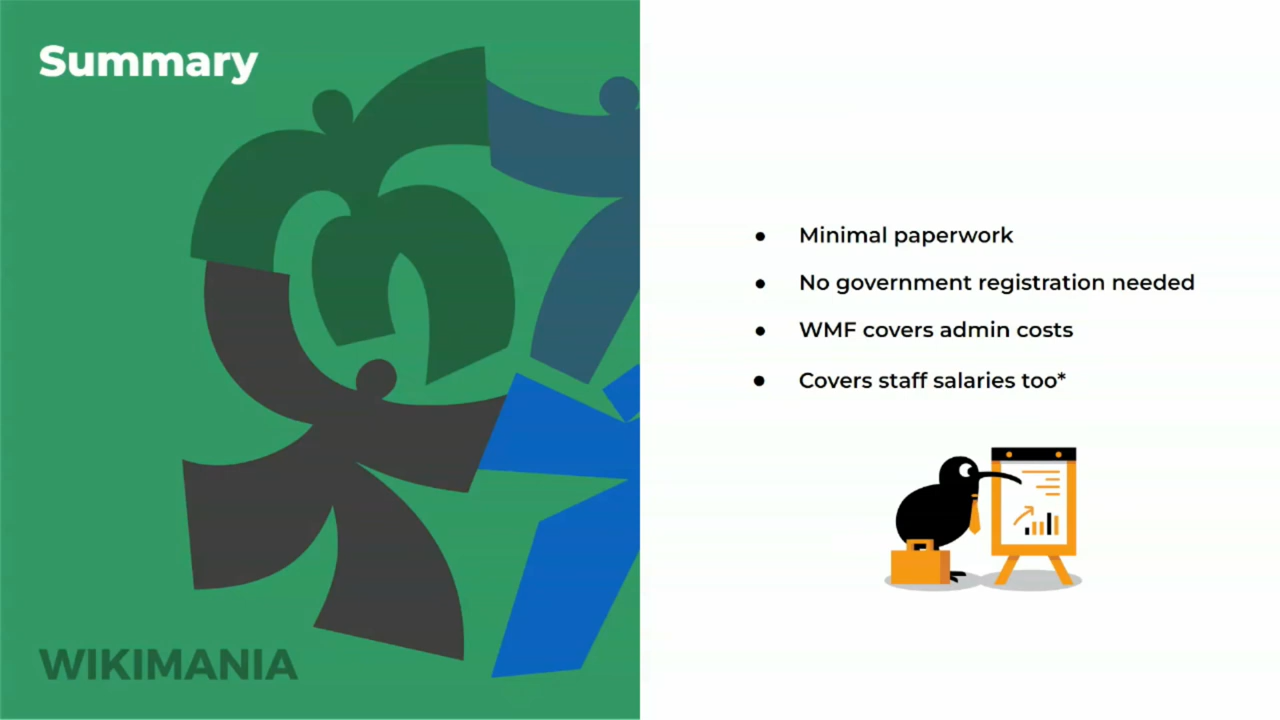 Summary
• Minimal paperwork
• No government registration needed
• WMF covers admin costs
• Covers staff salaries too*
WIKIMANIA